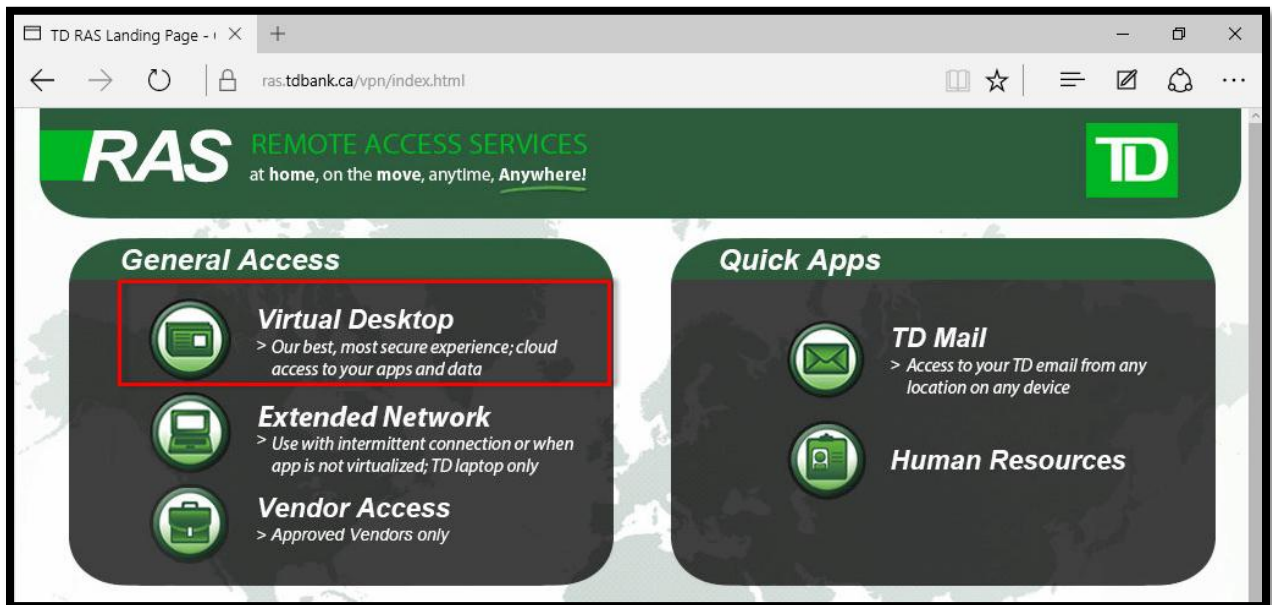 TD RAS Landing Page - (
ras.tdbank.ca/vpn/index.html
RAS REMOTE ACCESS SERVICES
at home, on the move, anytime, Anywhere!
TD
General Access
Virtual Desktop
> Our best, most secure experience; cloud
access to your apps and data
Extended Network
> Use with intermittent connection or when
app is not virtualized; TD laptop only
Vendor Access
> Approved Vendors only
Quick Apps
TD Mail
> Access to your TD email from any
location on any device
Human Resources